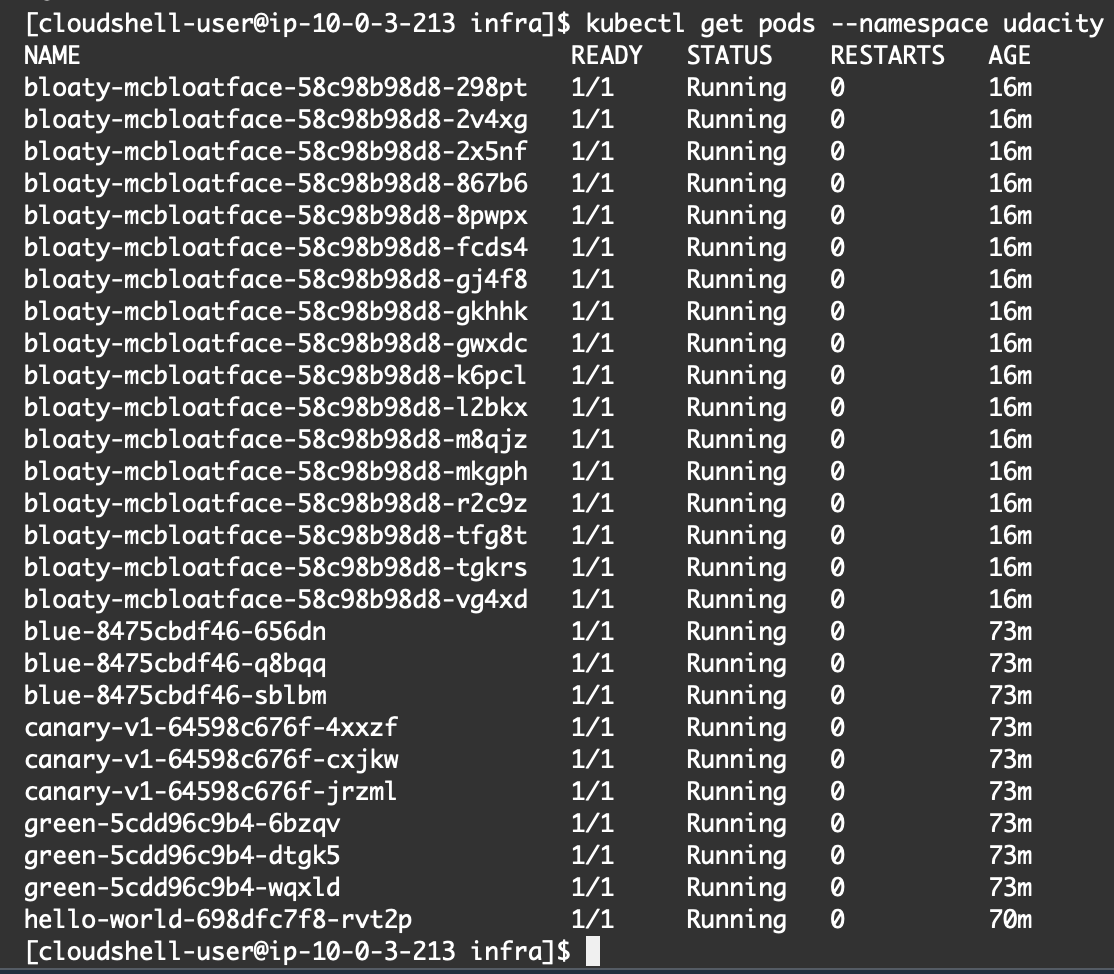 [cloudshell-user@ip-10-0-3-213 infra]$ kubectl get pods --namespace udacity
NAME READY STATUS RESTARTS AGE
bloaty-mcbloatface-58c98b98d8-298pt 1/1 Running 0 16m
bloaty-mcbloatface-58c98b98d8-2v4xg 1/1 Running 0 16m
bloaty-mcbloatface-58c98b98d8-2x5nf 1/1 Running 0 16m
bloaty-mcbloatface-58c98b98d8-867b6 1/1 Running 0 16m
bloaty-mcbloatface-58c98b98d8-8pwpx 1/1 Running 0 16m
bloaty-mcbloatface-58c98b98d8-fcds4 1/1 Running 0 16m
bloaty-mcbloatface-58c98b98d8-gj4f8 1/1 Running 0 16m
bloaty-mcbloatface-58c98b98d8-gkhhk 1/1 Running 0 16m
bloaty-mcbloatface-58c98b98d8-gwxdc 1/1 Running 0 16m
bloaty-mcbloatface-58c98b98d8-k6pcl 1/1 Running 0 16m
bloaty-mcbloatface-58c98b98d8-l2bkx 1/1 Running 0 16m
bloaty-mcbloatface-58c98b98d8-m8qjz 1/1 Running 0 16m
bloaty-mcbloatface-58c98b98d8-mkgph 1/1 Running 0 16m
bloaty-mcbloatface-58c98b98d8-r2c9z 1/1 Running 0 16m
bloaty-mcbloatface-58c98b98d8-tfg8t 1/1 Running 0 16m
bloaty-mcbloatface-58c98b98d8-tgkrs 1/1 Running 0 16m
bloaty-mcbloatface-58c98b98d8-vg4xd 1/1 Running 0 16m
blue-8475cbdf46-656dn 1/1 Running 0 73m
blue-8475cbdf46-q8bqq 1/1 Running 0 73m
blue-8475cbdf46-sblbm 1/1 Running 0 73m
canary-v1-64598c676f-4xxzf 1/1 Running 0 73m
canary-v1-64598c676f-cxjkw 1/1 Running 0 73m
canary-v1-64598c676f-jrzml 1/1 Running 0 73m
green-5cdd96c9b4-6bzqv 1/1 Running 0 73m
green-5cdd96c9b4-dtgk5 1/1 Running 0 73m
green-5cdd96c9b4-wqxld 1/1 Running 0 73m
hello-world-698dfc7f8-rvt2p 1/1 Running 0 70m
[cloudshell-user@ip-10-0-3-213 infra]$